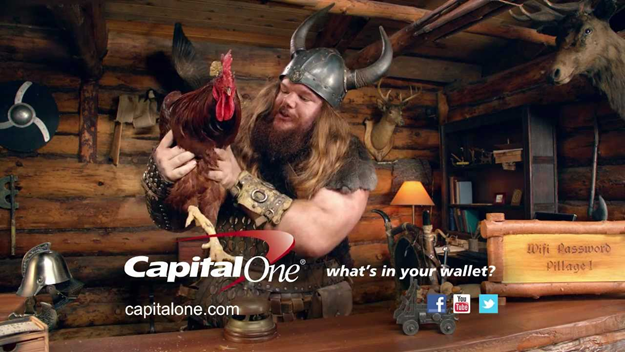 Wifi Password
Pillage!
Capital One®
what's in your wallet?
capitalone.com
f
You
Tube